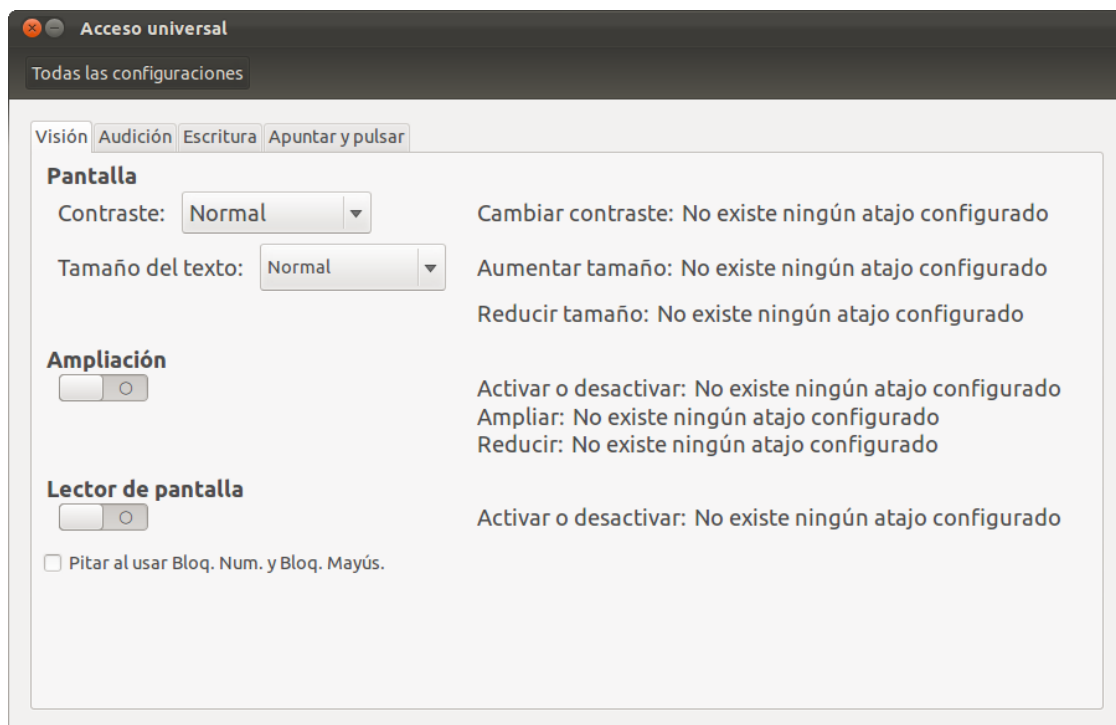 Acceso universal
Todas las configuraciones
Visión Audición Escritura Apuntar y pulsar
Pantalla
Contraste: Normal Cambiar contraste: No existe ningún atajo configurado
Tamaño del texto: Normal Aumentar tamaño: No existe ningún atajo configurado
Reducir tamaño: No existe ningún atajo configurado
Ampliación
Activar o desactivar: No existe ningún atajo configurado
Ampliar: No existe ningún atajo configurado
Reducir: No existe ningún atajo configurado
Lector de pantalla
Activar o desactivar: No existe ningún atajo configurado
Pitar al usar Bloq. Num. y Bloq. Mayús.